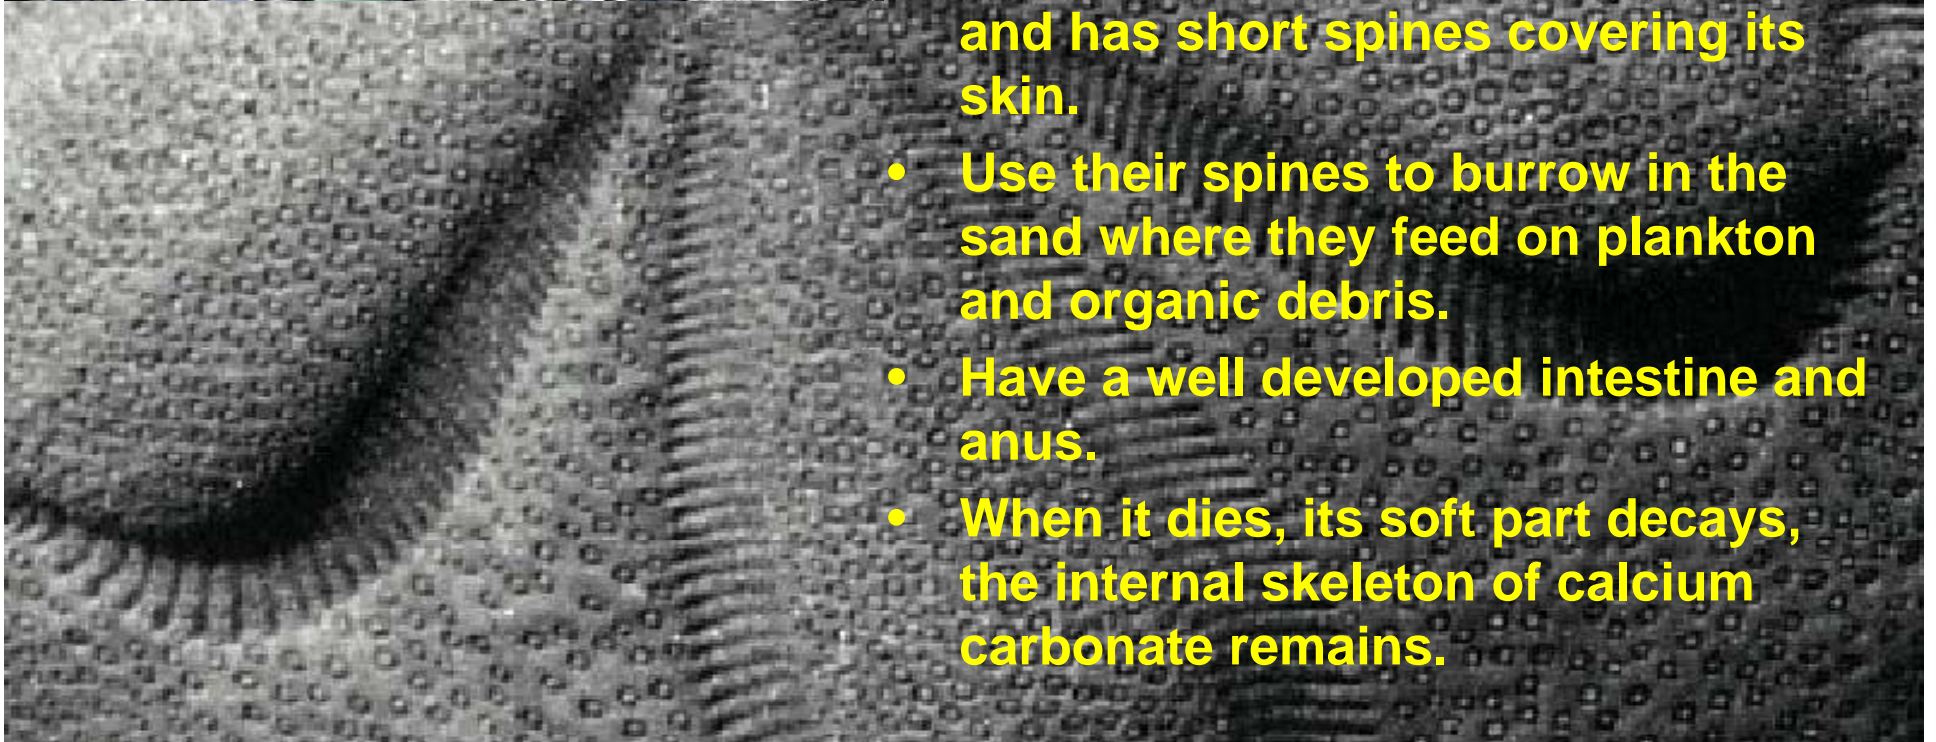 and has short spines covering its
skin.
• Use their spines to burrow in the
sand where they feed on plankton
and organic debris.
• Have a well developed intestine and
anus.
• When it dies, its soft part decays,
the internal skeleton of calcium
carbonate remains.